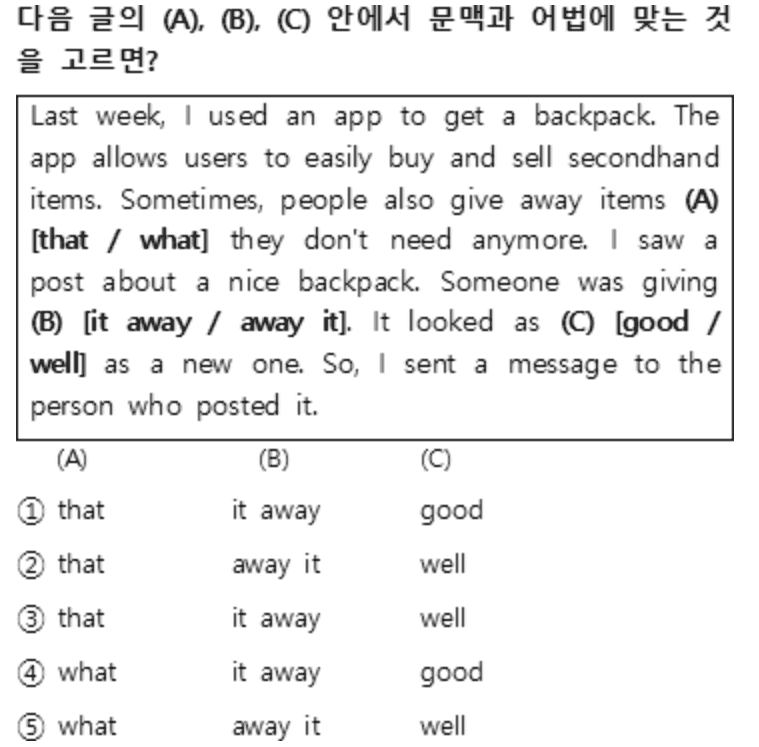 다음 글의 (A), (B), (C) 안에서 문맥과 어법에 맞는 것
을 고르면?
Last week, I used an app to get a backpack. The
app allows users to easily buy and sell secondhand
items. Sometimes, people also give away items (A)
[that / what] they don't need anymore. I saw a
post about a nice backpack. Someone was giving
(B) [it away / away it]. It looked as (C) [good /
well] as a new one. So, I sent a message to the
person who posted it.
(A) (B) (C)
① that it away good
② that away it well
③ that it away well
④ what it away good
⑤ what away it well